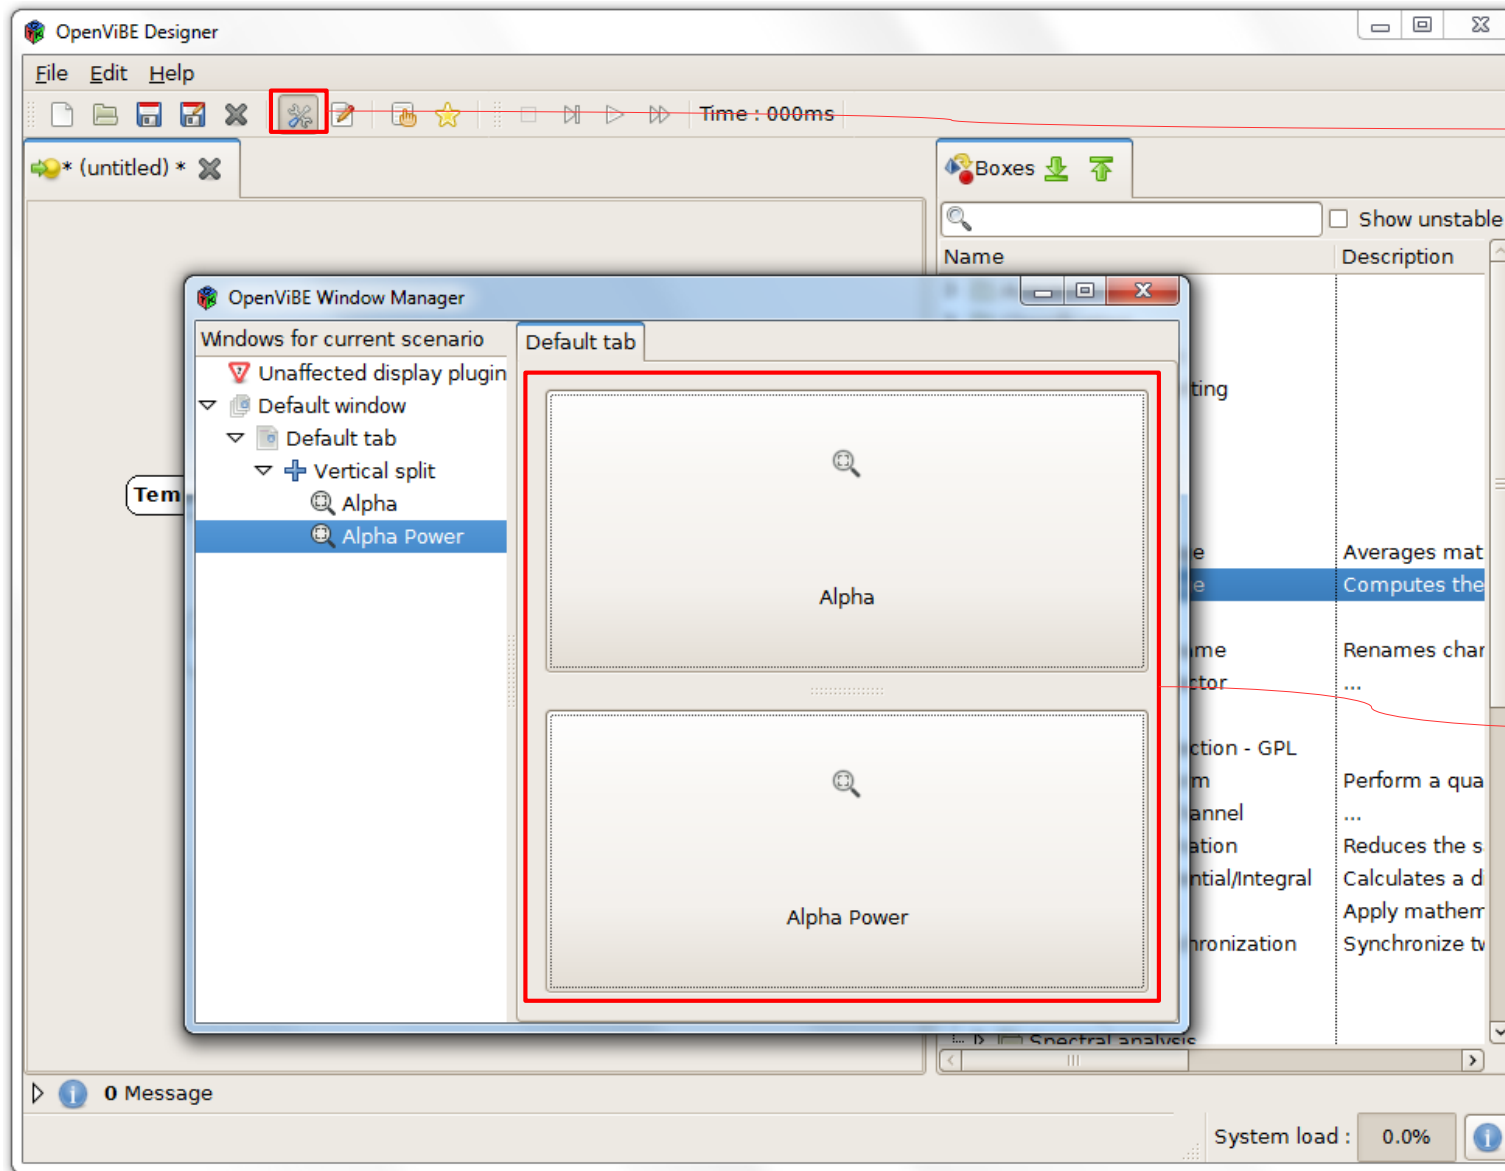 OpenViBE Designer
File Edit Help
Time : 000ms
* (untitled) *
Boxes
Show unstable
Name Description
OpenViBE Window Manager
Windows for current scenario
Default tab
Unaffected display plugin
Default window
Default tab
Vertical split
Alpha
Alpha Power
Alpha
Alpha Power
Tem
ting
e Averages mat
e Computes the
me Renames char
ctor ...
ction - GPL
m Perform a qua
annel ...
ation Reduces the s
ntial/Integral Calculates a d
Apply mathem
hronization Synchronize tw
Spectral analysis
0 Message
System load : 0.0%